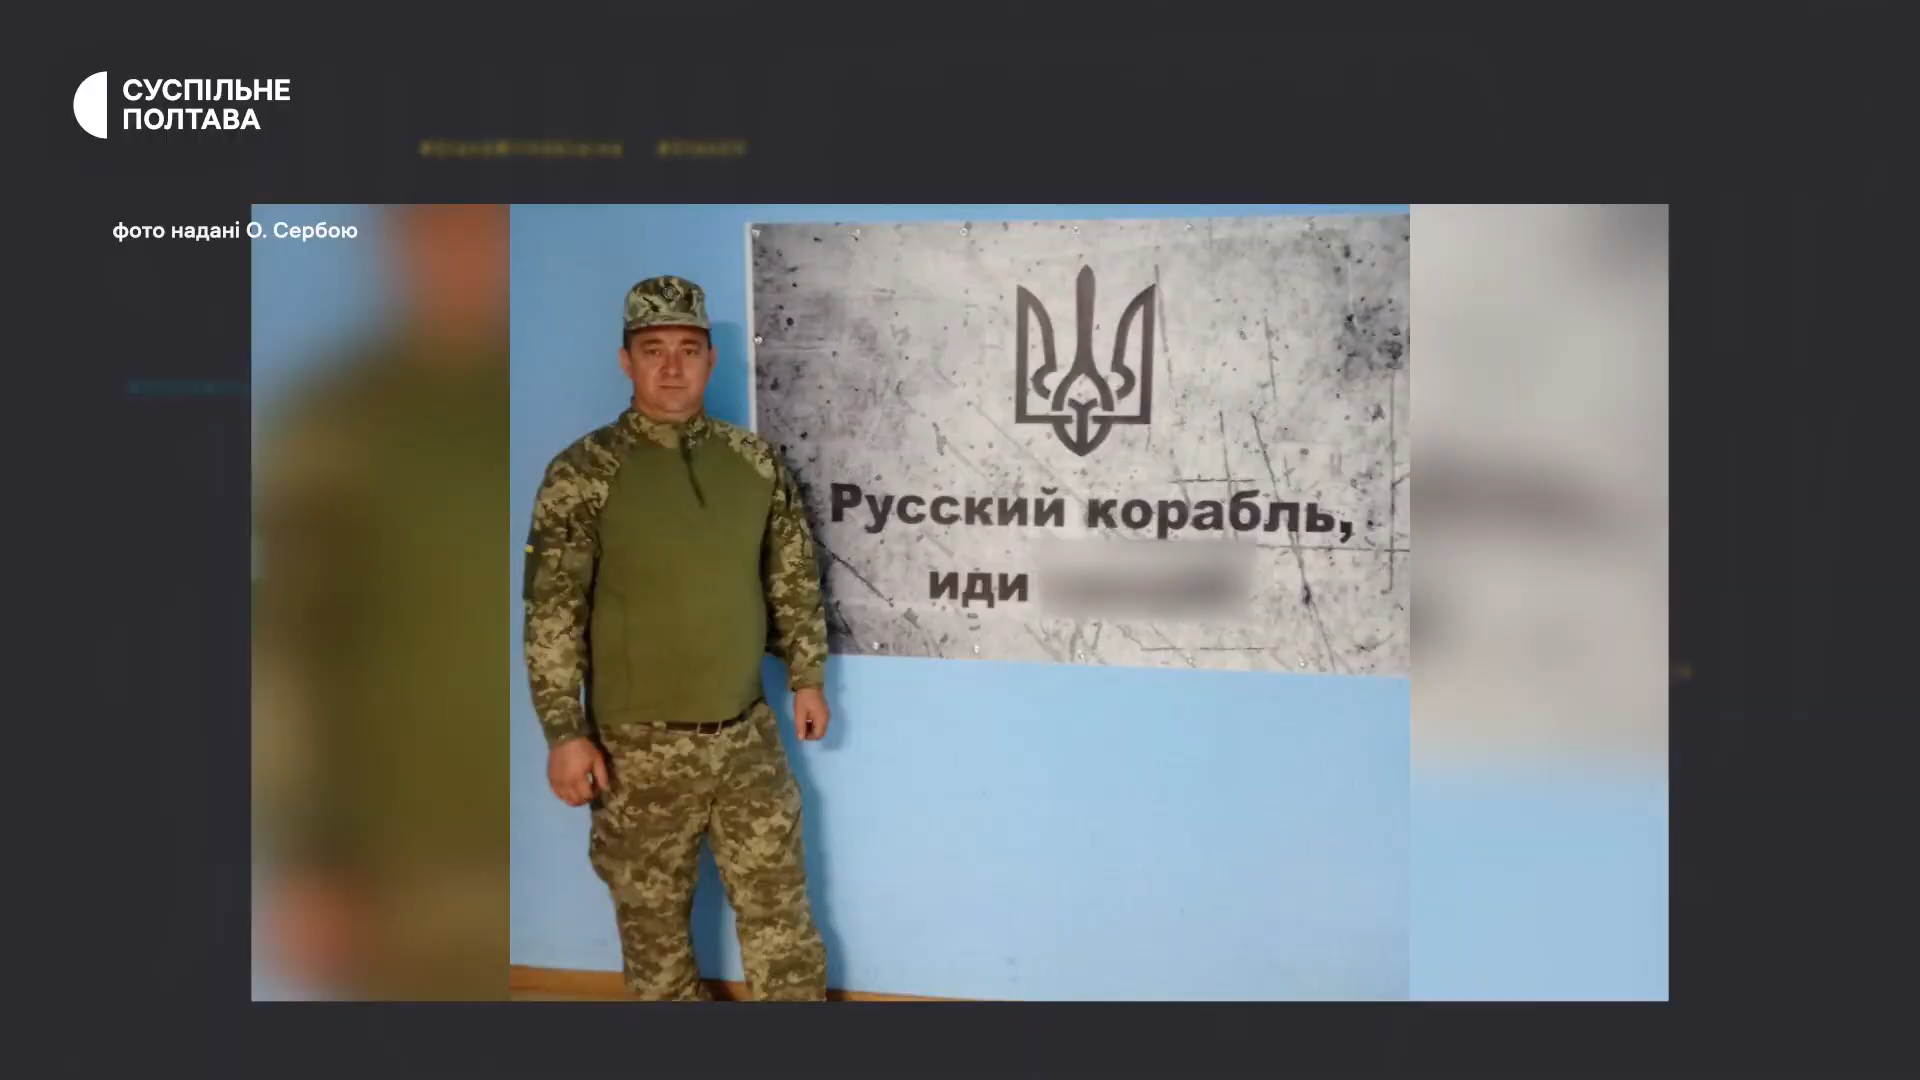 СУСПІЛЬНЕ
ПОЛТАВА
фото надані О. Сербою
Русский корабль,
иди